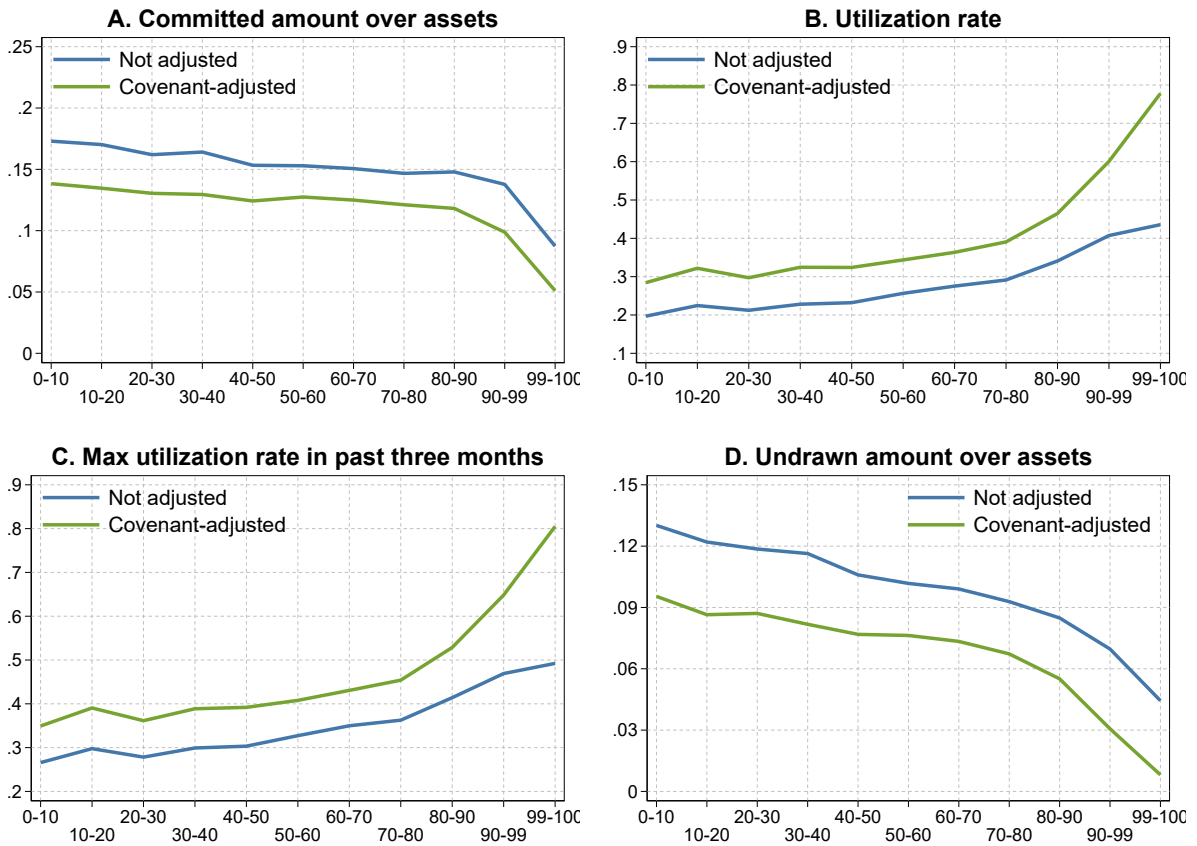 A. Committed amount over assets
.25
.2
.15
.1
.05
0
Not adjusted
Covenant-adjusted
0-10 20-30 40-50 60-70 80-90 99-100
10-20 30-40 50-60 70-80 90-99
B. Utilization rate
.9
.8
.7
.6
.5
.4
.3
.2
.1
Not adjusted
Covenant-adjusted
0-10 20-30 40-50 60-70 80-90 99-100
10-20 30-40 50-60 70-80 90-99
C. Max utilization rate in past three months
.9
.8
.7
.6
.5
.4
.3
.2
Not adjusted
Covenant-adjusted
0-10 20-30 40-50 60-70 80-90 99-100
10-20 30-40 50-60 70-80 90-99
D. Undrawn amount over assets
.15
.12
.09
.06
.03
0
Not adjusted
Covenant-adjusted
0-10 20-30 40-50 60-70 80-90 99-100
10-20 30-40 50-60 70-80 90-99